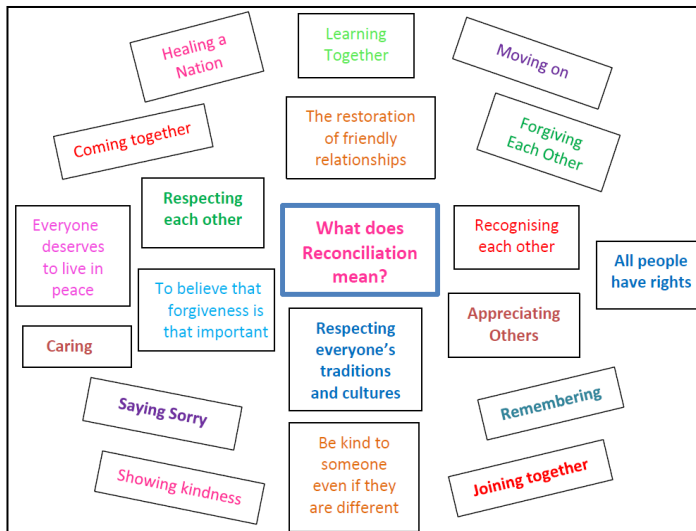 Healing a
Nation
Learning
Together
Moving on
Coming together
The restoration
of friendly
relationships
Forgiving
Each Other
Respecting
each other
Everyone
deserves
to live in
peace
What does
Reconciliation
mean?
Recognising
each other
All people
have rights
To believe that
forgiveness is
that important
Caring
Respecting
everyone's
traditions
and cultures
Appreciating
Others
Saying Sorry
Remembering
Showing kindness
Be kind to
someone
even if they
are different
Joining together